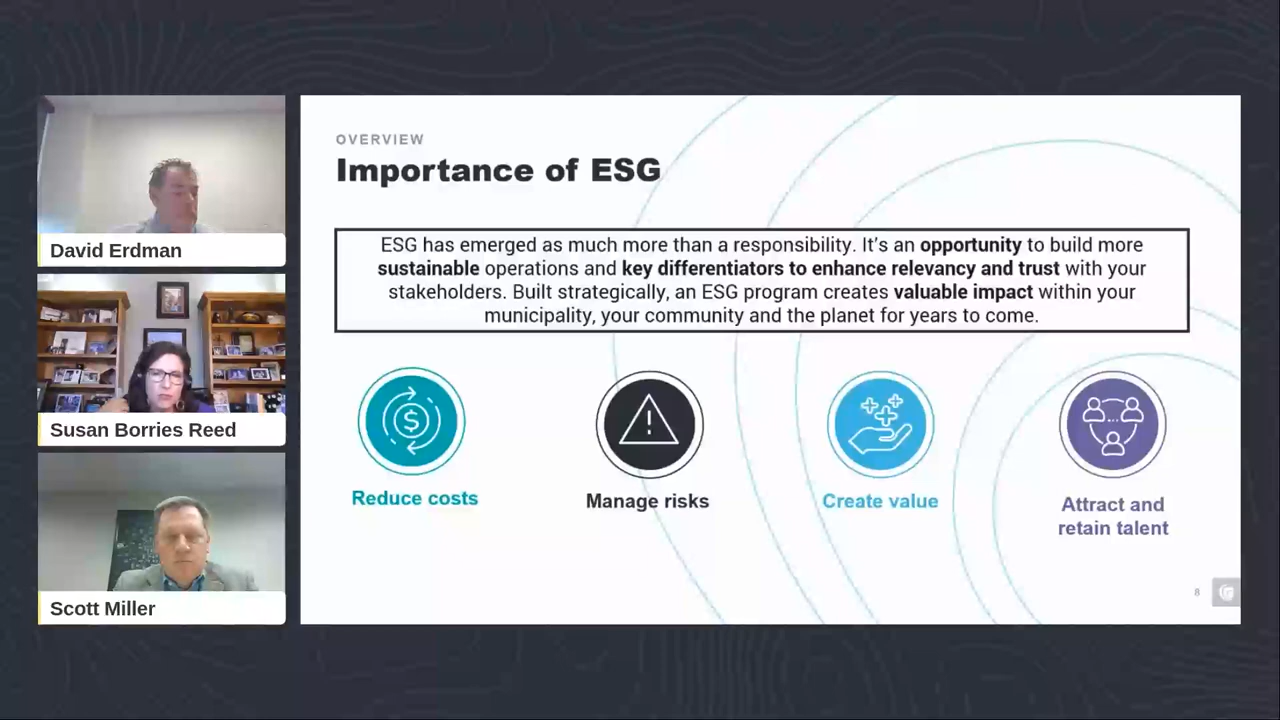 David Erdman
Susan Borries Reed
Scott Miller
OVERVIEW
Importance of ESG
ESG has emerged as much more than a responsibility. It’s an opportunity to build more
sustainable operations and key differentiators to enhance relevancy and trust with your
stakeholders. Built strategically, an ESG program creates valuable impact within your
municipality, your community and the planet for years to come.
Reduce costs
Manage risks
Create value
Attract and
retain talent
8